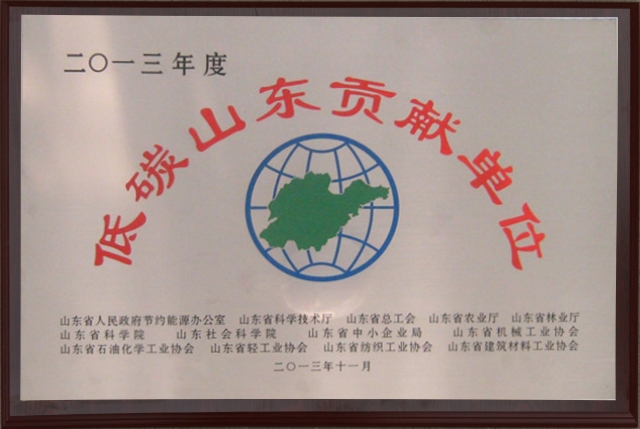 二〇一三年度
低碳山东贡献单位
山东省人民政府节约能源办公室 山东省科学技术厅 山东省总工会 山东省农业厅 山东省林业厅
山东省科学院 山东社会科学院 山东省中小企业局 山东省机械工业协会
山东省石油化学工业协会 山东省轻工业协会 山东省纺织工业协会 山东省建筑材料工业协会
二〇一三年十一月